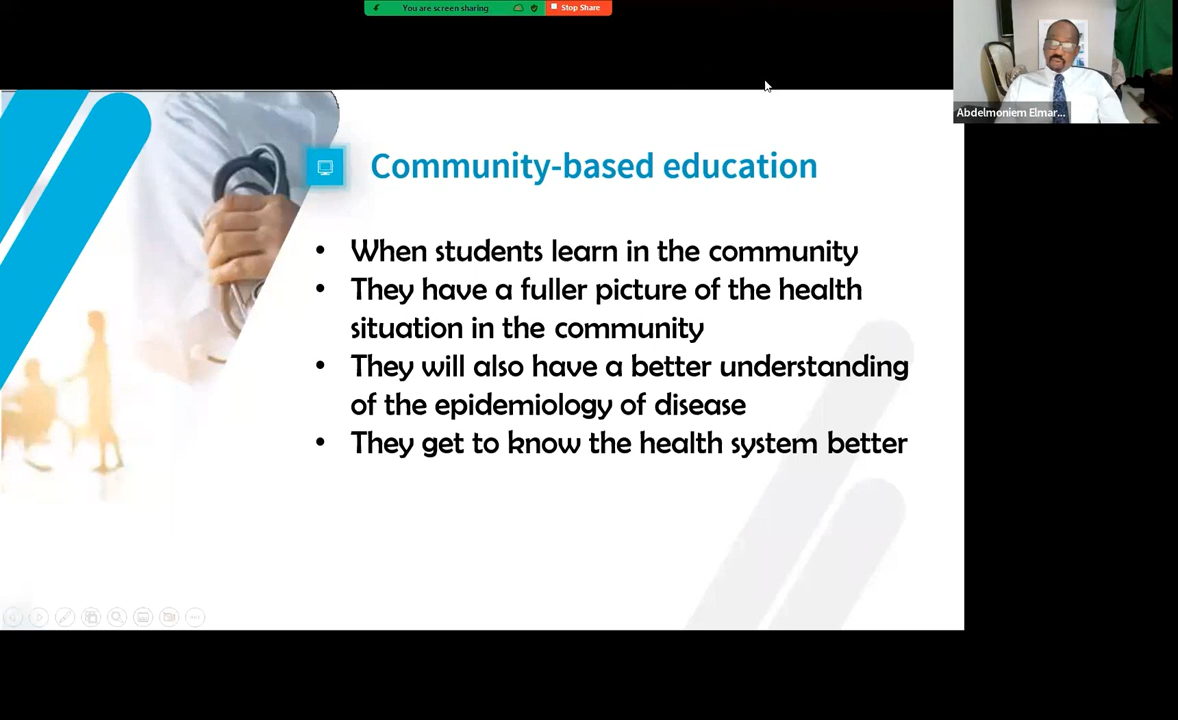 You are screen sharing
Stop Share
Abdelmoniem Elmar...
Community-based education
• When students learn in the community
• They have a fuller picture of the health
situation in the community
• They will also have a better understanding
of the epidemiology of disease
• They get to know the health system better